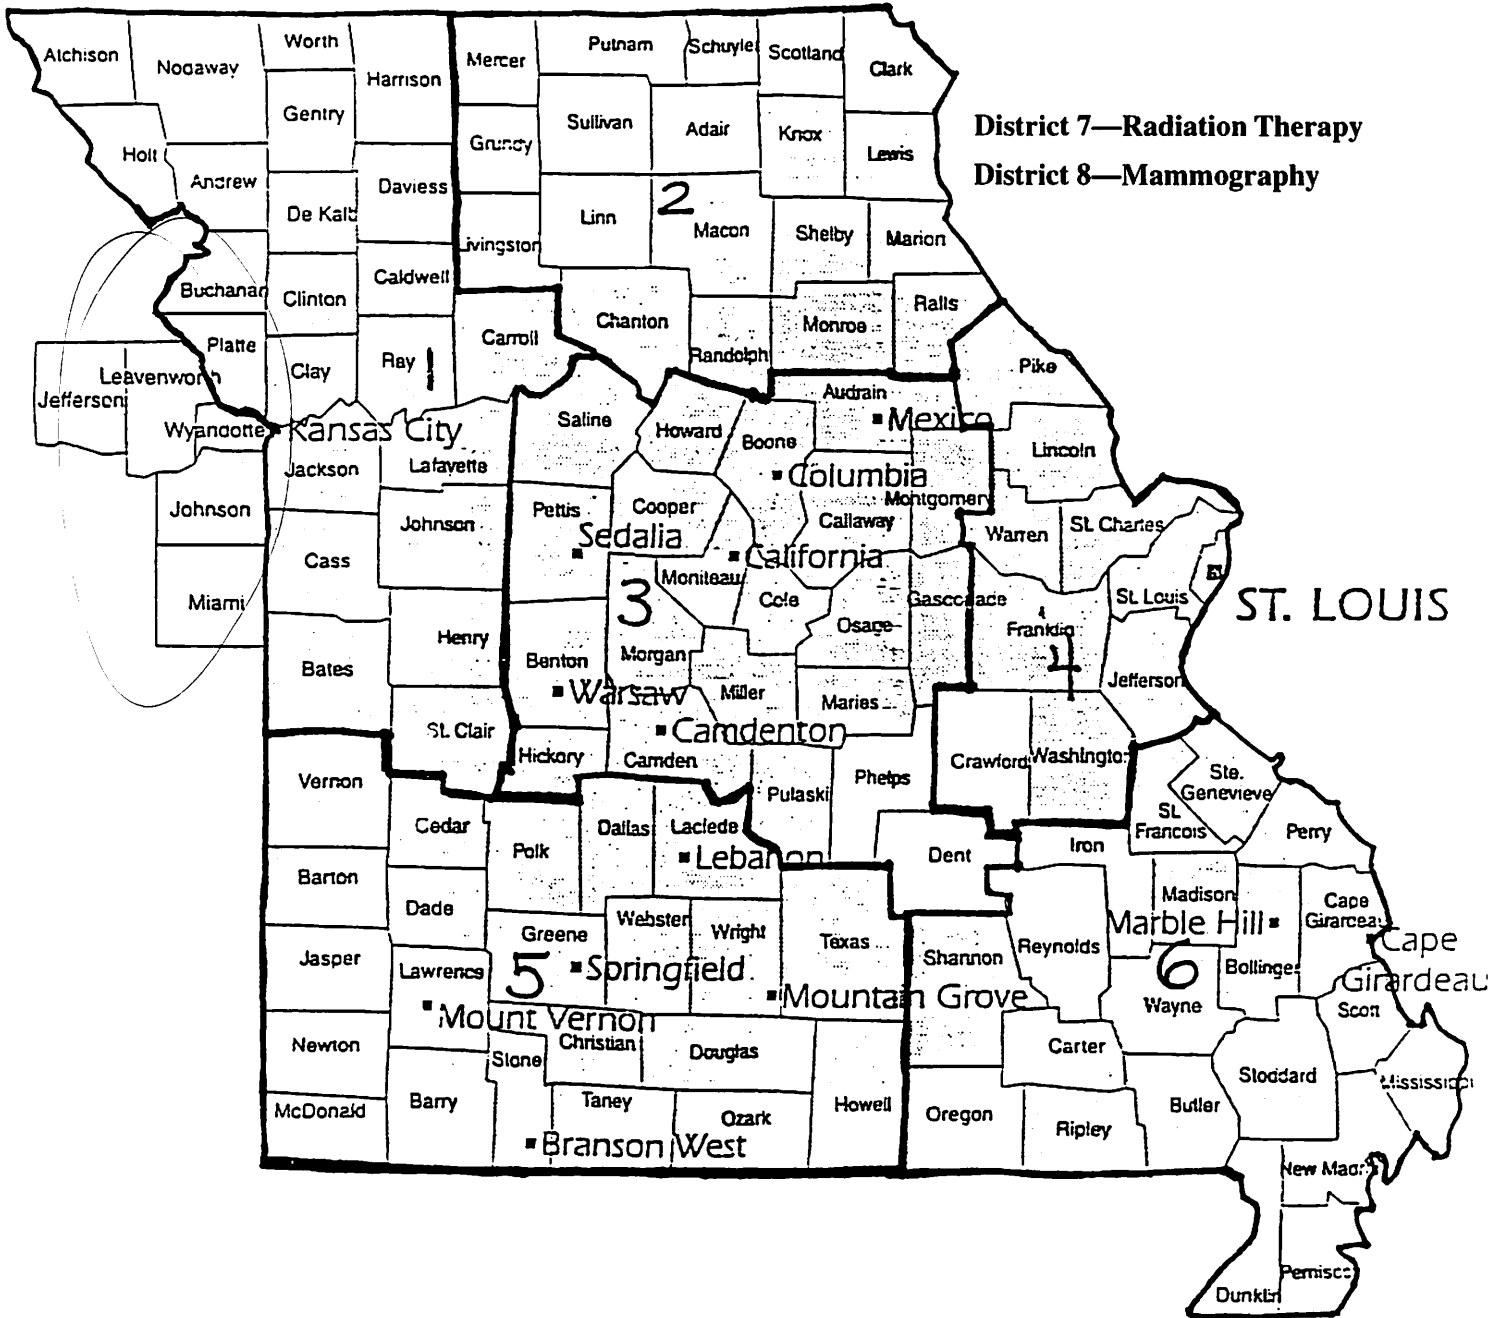 Atchison
Nodaway
Worth
Harrison
Mercer
Putnam
Schuyle
Scotland
Clark
Gentry
Sullivan
Adair
Knox
District 7—Radiation Therapy
Holt
Grundy
Lewis
Andrew
Daviess
District 8—Mammography
De Kalb
Linn
2
Macon
Shelby
Marion
Livingston
Buchanan
Clinton
Caldwell
Chariton
Monroe
Ralls
Platte
Clay
Ray
1
Carroll
Randolph
Pike
Leavenworth
Jefferson
Audrain
Mexico
Wyandotte
Kansas City
Saline
Howard
Boone
Lincoln
Jackson
Lafayette
Columbia
Montgomery
Johnson
Johnson
Pettis
Cooper
Callaway
Warren
St. Charles
Sedalia
California
Cass
Moniteau
Miami
3
Cole
Gasconade
St. Louis
ST. LOUIS
Henry
Osage
Franklin
4
Bates
Benton
Morgan
Miller
Maries
Jefferson
Warsaw
St. Clair
Camdenton
Hickory
Camden
Crawford
Washington
Vernon
Pulaski
Phelps
Ste.
Genevieve
Cedar
Polk
Dallas
Laclede
St.
Francois
Perry
Lebanon
Dent
Iron
Barton
Dade
Webster
Wright
Texas
Madison
Cape
Girardeau
Greene
Marble Hill
Jasper
Lawrence
5
Springfield
Shannon
Reynolds
6
Bollinger
Cape
Girardeau
Mountain Grove
Wayne
Scott
Mount Vernon
Newton
Stone
Christian
Douglas
Carter
Stoddard
Mississippi
McDonald
Barry
Taney
Ozark
Howell
Oregon
Ripley
Butler
Branson West
New Madri
Pemisco
Dunklin